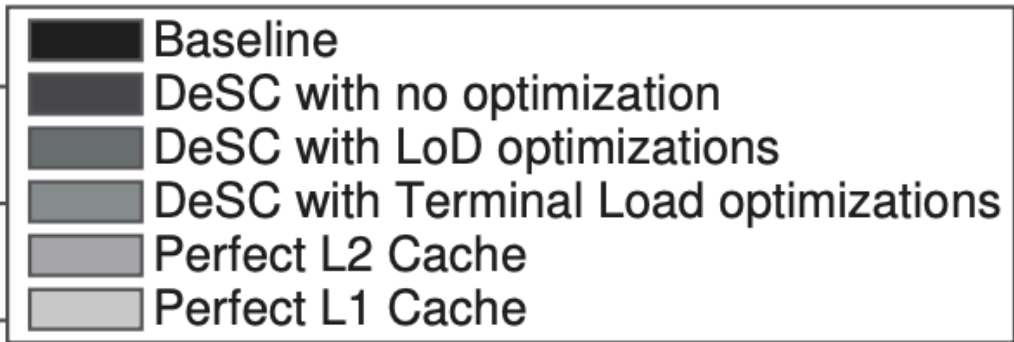 Baseline
DeSC with no optimization
DeSC with LoD optimizations
DeSC with Terminal Load optimizations
Perfect L2 Cache
Perfect L1 Cache